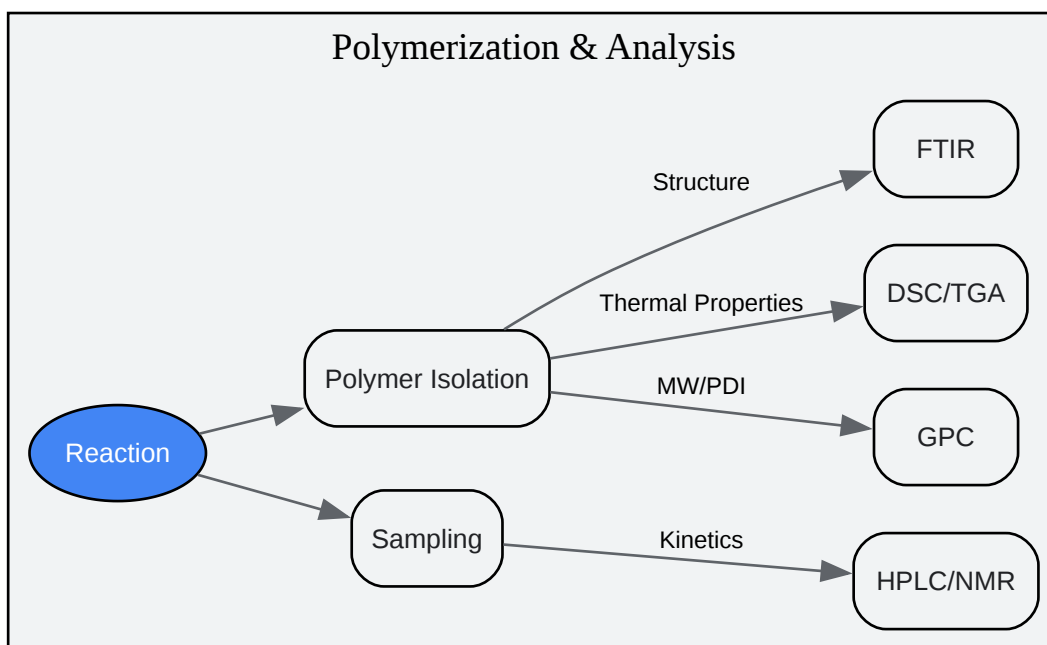 Polymerization & Analysis
FTIR
Structure
DSC/TGA
Thermal Properties
Polymer Isolation
MW/PDI
GPC
Reaction
Sampling
Kinetics
HPLC/NMR